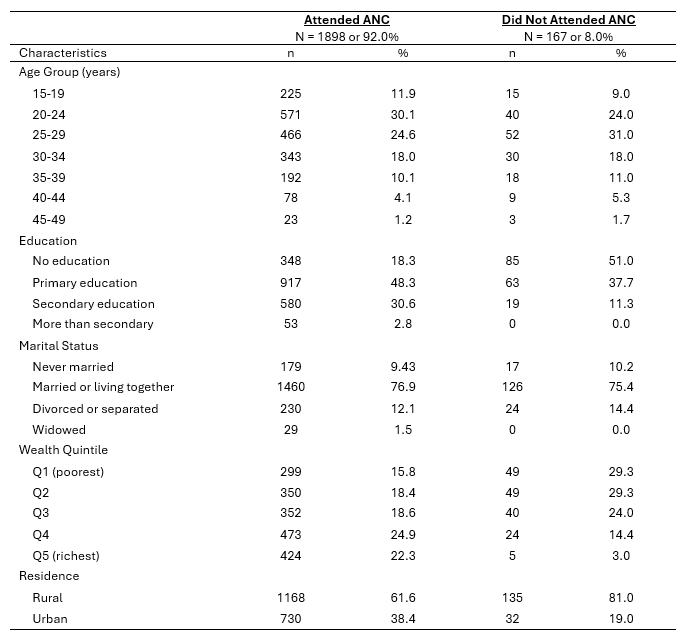 Attended ANC Did Not Attended ANC
N = 1898 or 92.0% N = 167 or 8.0%
Characteristics n % n %
Age Group (years)
15-19 225 11.9 15 9.0
20-24 571 30.1 40 24.0
25-29 466 24.6 52 31.0
30-34 343 18.0 30 18.0
35-39 192 10.1 18 11.0
40-44 78 4.1 9 5.3
45-49 23 1.2 3 1.7
Education
No education 348 18.3 85 51.0
Primary education 917 48.3 63 37.7
Secondary education 580 30.6 19 11.3
More than secondary 53 2.8 0 0.0
Marital Status
Never married 179 9.43 17 10.2
Married or living together 1460 76.9 126 75.4
Divorced or separated 230 12.1 24 14.4
Widowed 29 1.5 0 0.0
Wealth Quintile
Q1 (poorest) 299 15.8 49 29.3
Q2 350 18.4 49 29.3
Q3 352 18.6 40 24.0
Q4 473 24.9 24 14.4
Q5 (richest) 424 22.3 5 3.0
Residence
Rural 1168 61.6 135 81.0
Urban 730 38.4 32 19.0